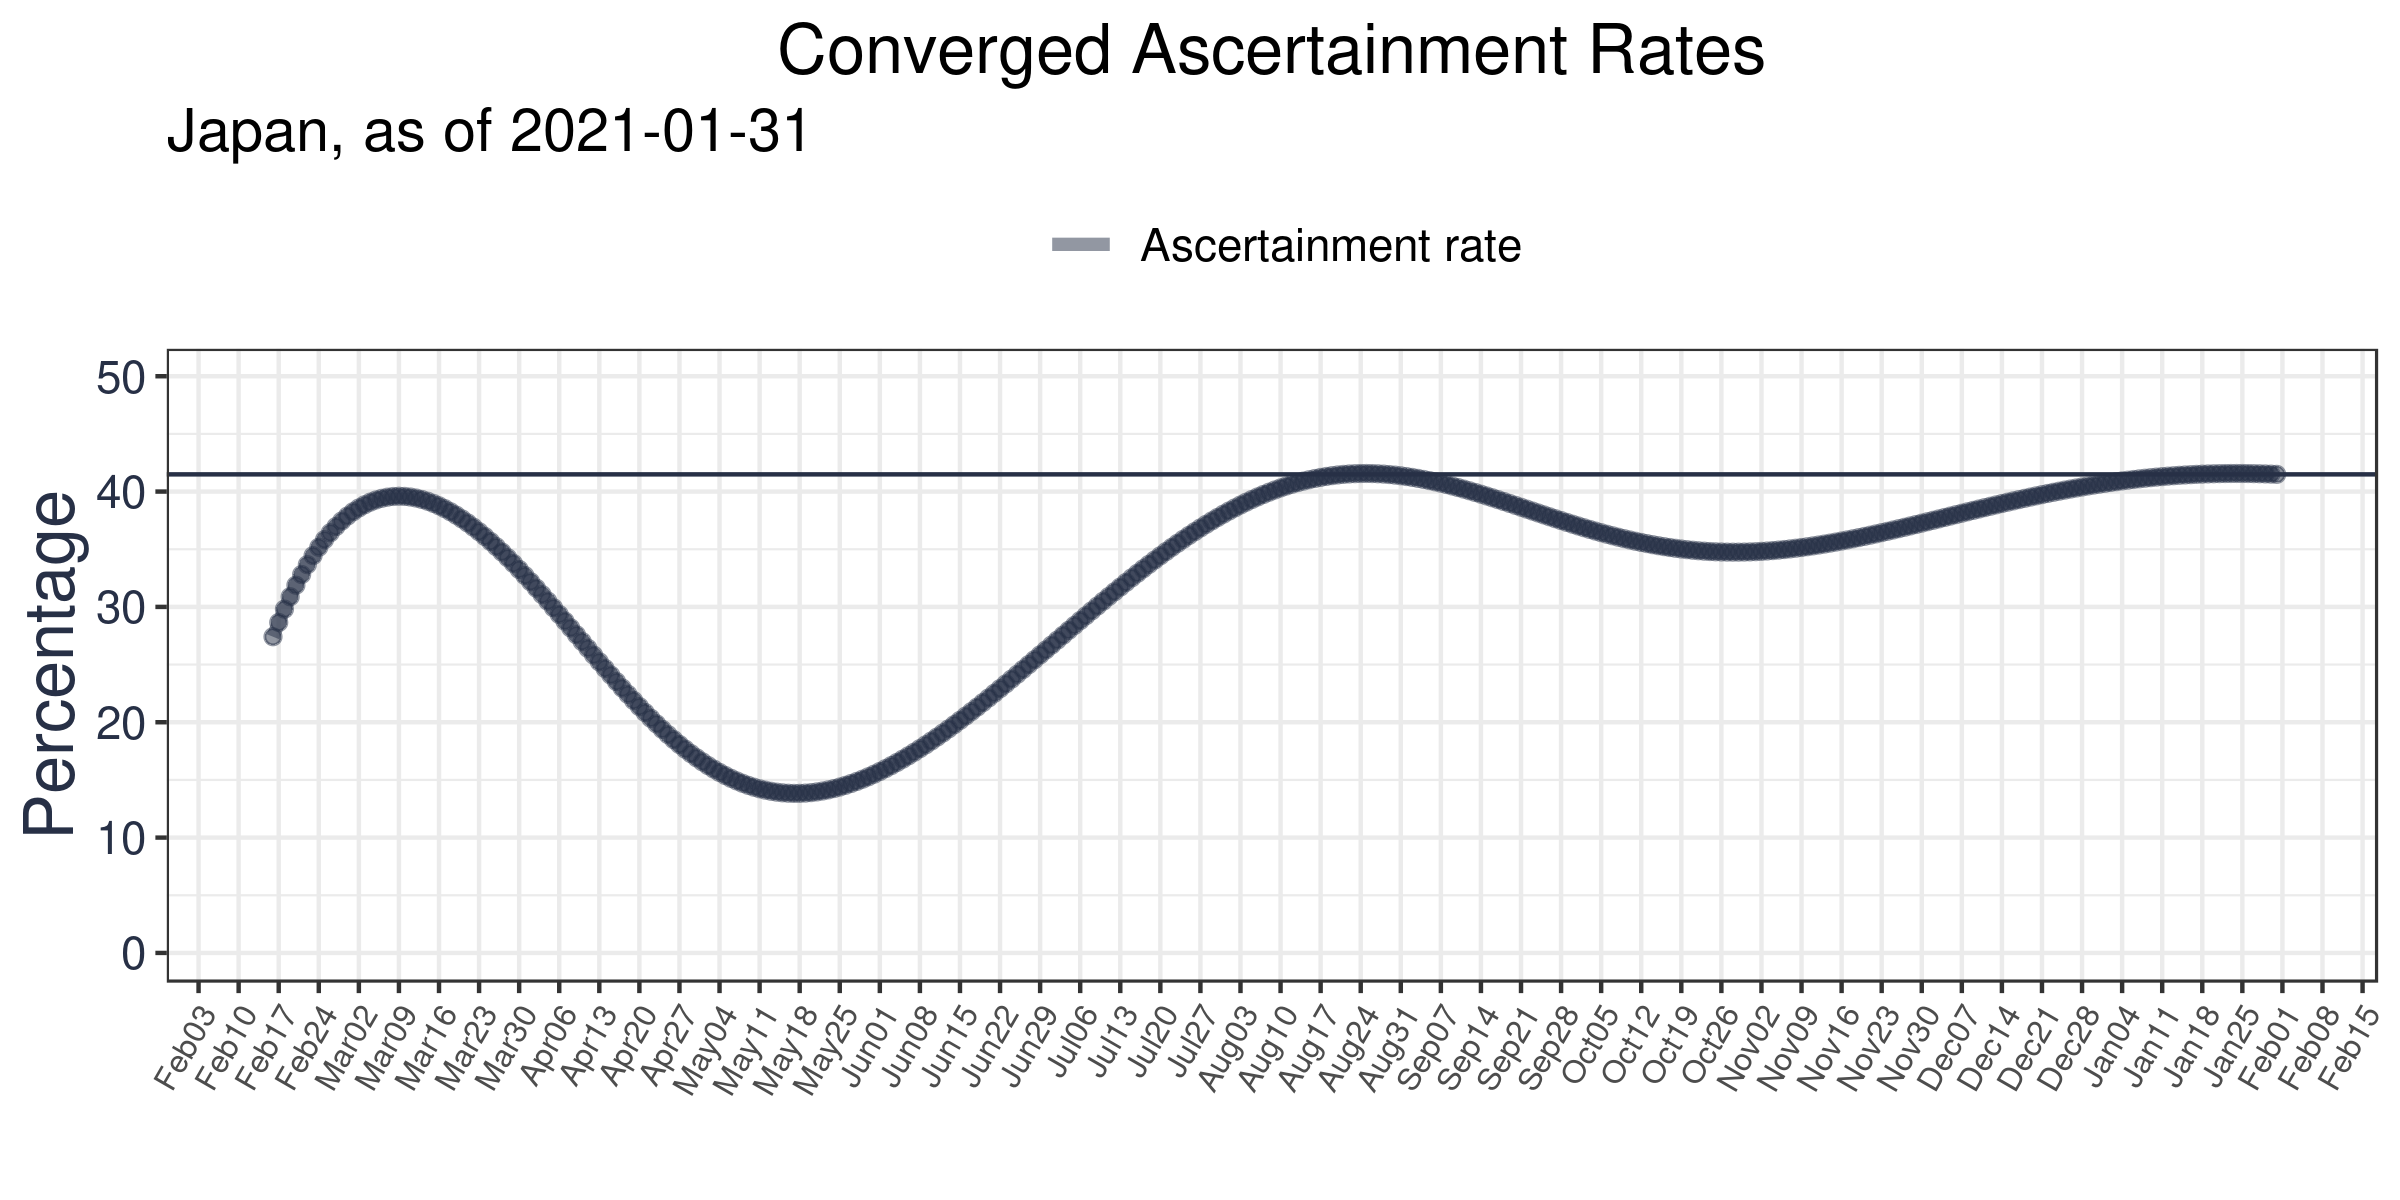 Converged Ascertainment Rates
Japan, as of 2021-01-31
Ascertainment rate
Percentage
50
40
30
20
10
0
Feb03 Feb10 Feb17 Feb24 Mar02 Mar09 Mar16 Mar23 Mar30 Apr06 Apr13 Apr20 Apr27 May04 May11 May18 May25 Jun01 Jun08 Jun15 Jun22 Jun29 Jul06 Jul13 Jul20 Jul27 Aug03 Aug10 Aug17 Aug24 Aug31 Sep07 Sep14 Sep21 Sep28 Oct05 Oct12 Oct19 Oct26 Nov02 Nov09 Nov16 Nov23 Nov30 Dec07 Dec14 Dec21 Dec28 Jan04 Jan11 Jan18 Jan25 Feb01 Feb08 Feb15